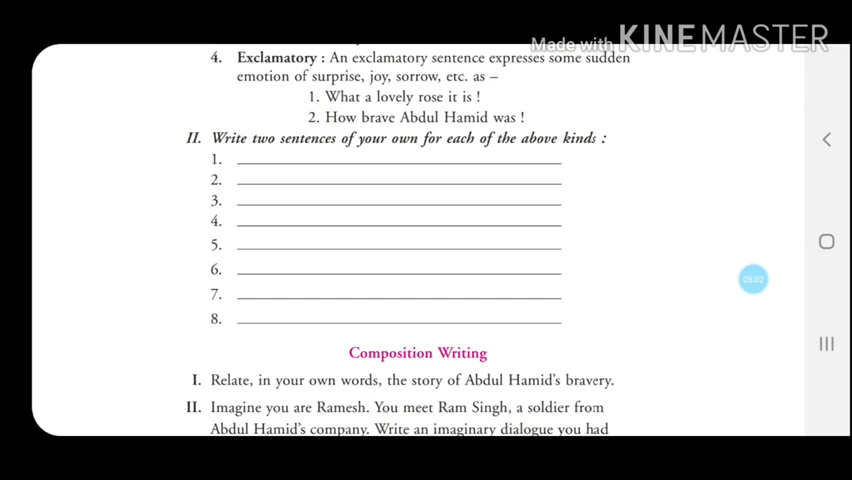 Made with KINEMASTER
4. Exclamatory : An exclamatory sentence expresses some sudden
emotion of surprise, joy, sorrow, etc. as –
1. What a lovely rose it is !
2. How brave Abdul Hamid was !
II. Write two sentences of your own for each of the above kinds :
1.
2.
3.
4.
5.
6.
7.
8.
05:02
Composition Writing
I. Relate, in your own words, the story of Abdul Hamid's bravery.
II. Imagine you are Ramesh. You meet Ram Singh, a soldier from
Abdul Hamid's company. Write an imaginary dialogue you had